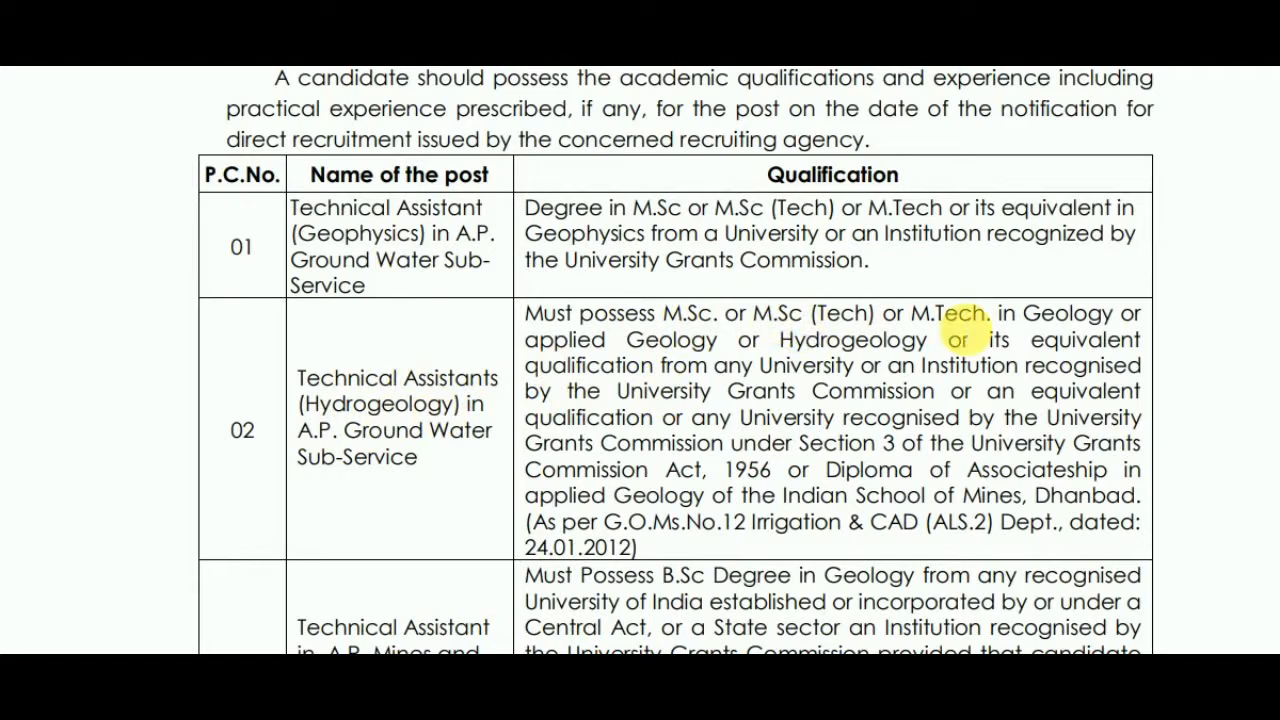 A candidate should possess the academic qualifications and experience including
practical experience prescribed, if any, for the post on the date of the notification for
direct recruitment issued by the concerned recruiting agency.
P.C.No. Name of the post Qualification
01
Technical Assistant
(Geophysics) in A.P.
Ground Water Sub-
Service
Degree in M.Sc or M.Sc (Tech) or M.Tech or its equivalent in
Geophysics from a University or an Institution recognized by
the University Grants Commission.
02
Technical Assistants
(Hydrogeology) in
A.P. Ground Water
Sub-Service
Must possess M.Sc. or M.Sc (Tech) or M.Tech. in Geology or
applied Geology or Hydrogeology or its equivalent
qualification from any University or an Institution recognised
by the University Grants Commission or an equivalent
qualification or any University recognised by the University
Grants Commission under Section 3 of the University Grants
Commission Act, 1956 or Diploma of Associateship in
applied Geology of the Indian School of Mines, Dhanbad.
(As per G.O.Ms.No.12 Irrigation & CAD (ALS.2) Dept., dated:
24.01.2012)
Technical Assistant
in A.P. Mines and
Must Possess B.Sc Degree in Geology from any recognised
University of India established or incorporated by or under a
Central Act, or a State sector an Institution recognised by
the University Grants Commission provided that candidate